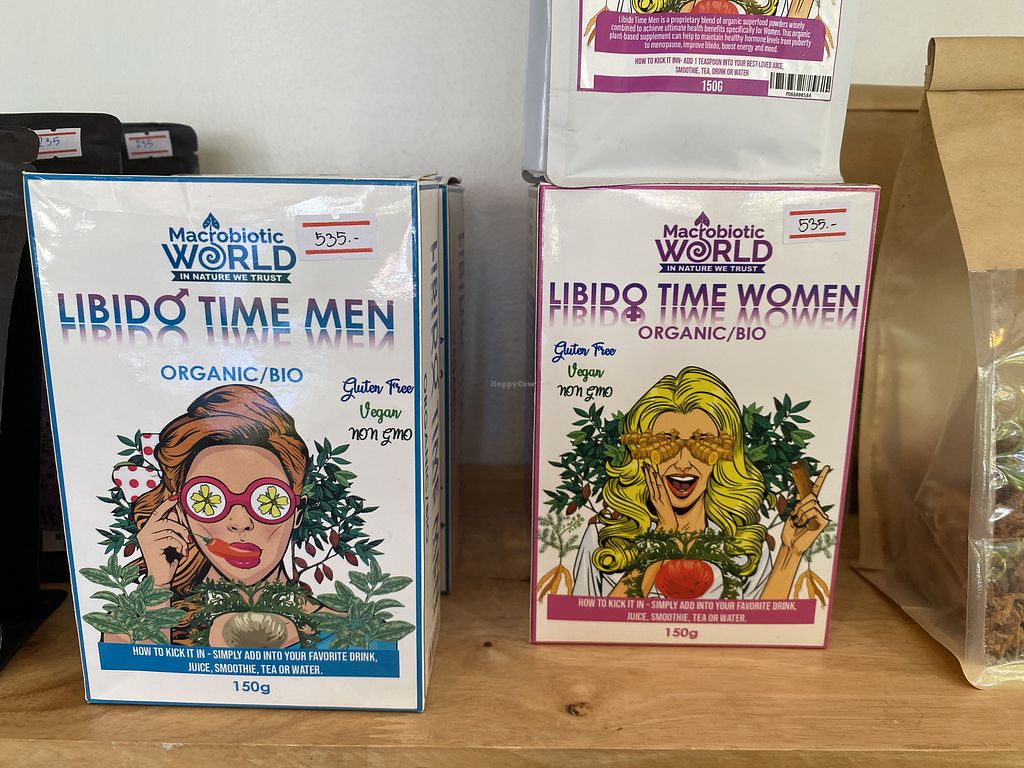 Libido Time Men is a proprietary blend of organic superfood powders wisely
combined to achieve ultimate health benefits specifically for Women. This organic
plant-based supplement can help to maintain healthy hormone levels from puberty
to menopause, improve libido, boost energy and mood.
HOW TO KICK IT INN- ADD 1 TEASPOON INTO YOUR BEST-LOVED JUICE,
SMOOTHIE, TEA, DRINK OR WATER
150G
235
235
Macrobiotic
WORLD
IN NATURE WE TRUST
535.-
LIBIDO TIME MEN
ORGANIC/BIO
Gluten Free
Vegan
NON GMO
HOW TO KICK IT IN - SIMPLY ADD INTO YOUR FAVORITE DRINK,
JUICE, SMOOTHIE, TEA OR WATER.
150g
Macrobiotic
WORLD
IN NATURE WE TRUST
535.-
LIBIDO TIME WOMEN
ORGANIC/BIO
Gluten Free
Vegan
NON GMO
HOW TO KICK IT IN - SIMPLY ADD INTO YOUR FAVORITE DRINK,
JUICE, SMOOTHIE, TEA OR WATER.
150g
HappyCow